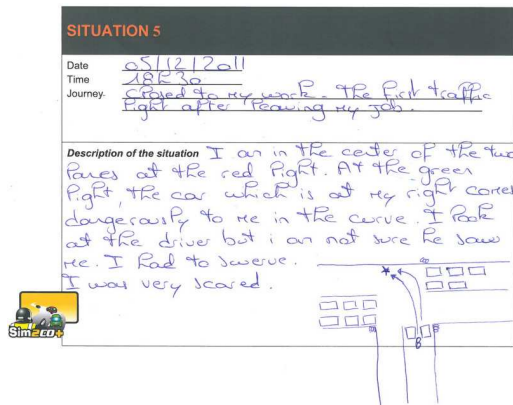 SITUATION 5
Date 05/12/2011
Time 18h30
Journey. Closed to my work. The first traffic
light after leaving my job.
Description of the situation I am in the center of the two
lanes at the red light. At the green
light, the car which is at my right comes
dangerously to me in the curve. I look
at the driver but i am not sure he saw
me. I had to swerve.
I was very scared.
Sim2CO+